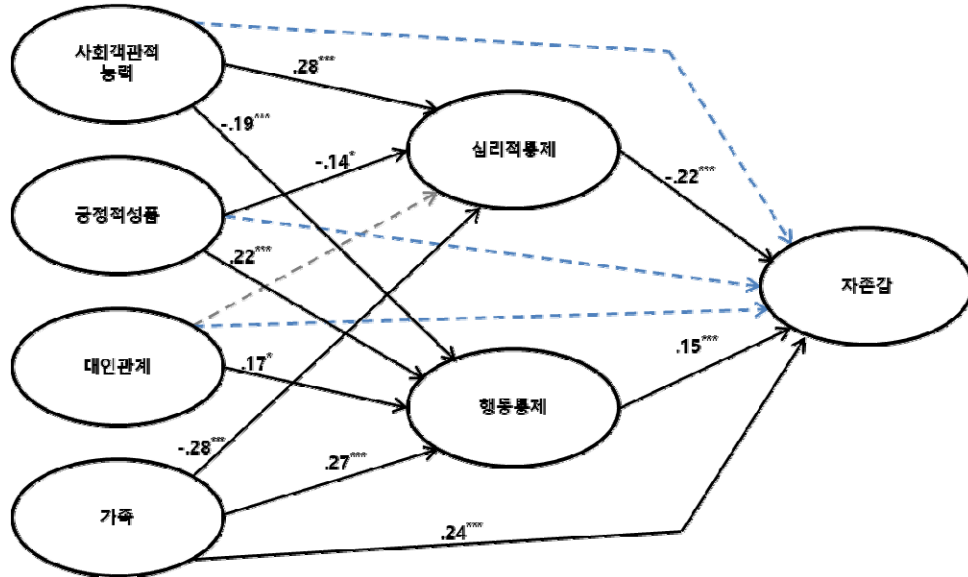 사회객관적
능력
.28***
-.19***
심리적통제
-.14*
-.22***
긍정적성품
.22***
자존감
.15***
대인관계
.17*
행동통제
-.28***
.27***
가족
.24***